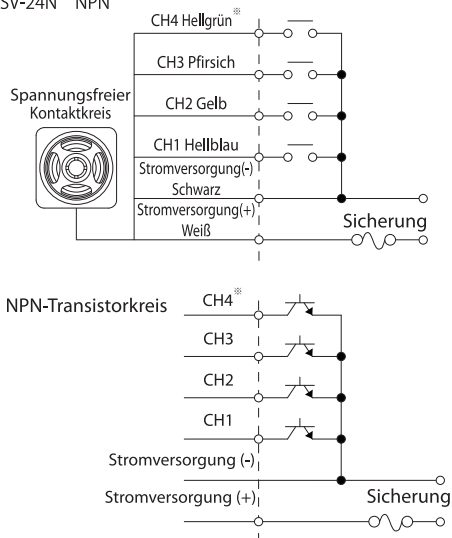 SV-24N NPN
CH4 Hellgrün※
CH3 Pfirsich
Spannungsfreier
Kontaktkreis
CH2 Gelb
CH1 Hellblau
Stromversorgung(-)
Schwarz
Stromversorgung(+)
Weiß
Sicherung
NPN-Transistorkreis
CH4※
CH3
CH2
CH1
Stromversorgung (-)
Stromversorgung (+)
Sicherung